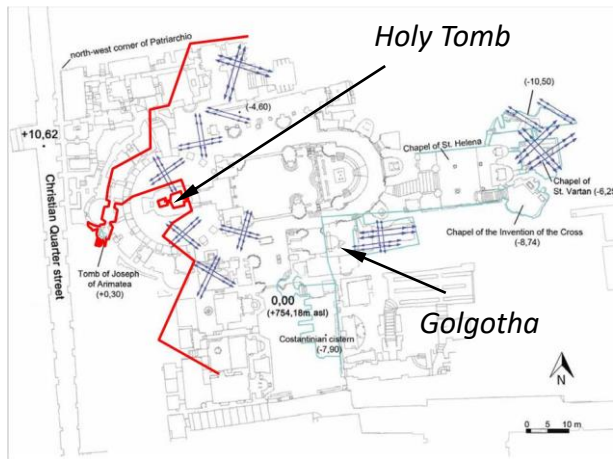 Holy Tomb
north-west corner of Patriarchio
(-10,50)
(-4,60)
+10,62
Chapel of St. Helena
Christian Quarter street
Chapel of
St. Vartan (-6,25
Chapel of the Invention of the Cross
(-8,74)
Tomb of Joseph
of Arimatea
(+0,30)
0,00
(+754,18m asl)
Golgotha
Costantinian cistern
(-7,90)
N
0
5
10 m